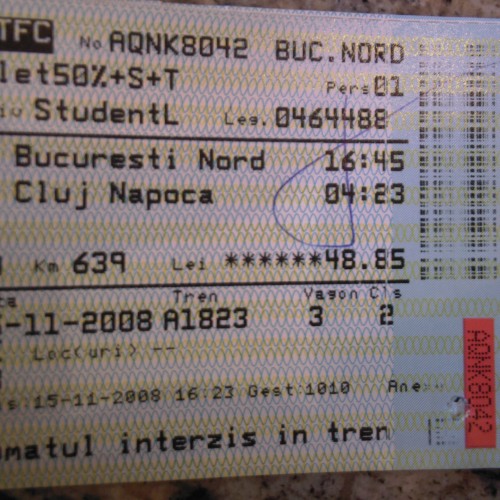 TFC No AQNK8042 BUC.NORD
let50%+S+T Pers 01
StudentL Leg. 0464488
Bucuresti Nord 16:45
Cluj Napoca 04:23
Km 639 Lei ******48.85
Tren Vagon Cls
-11-2008 A1823 3 2
Loc(uri) --
15-11-2008 16:23 Gest:1010 Ane
matul interzis in tren
AQNK8042